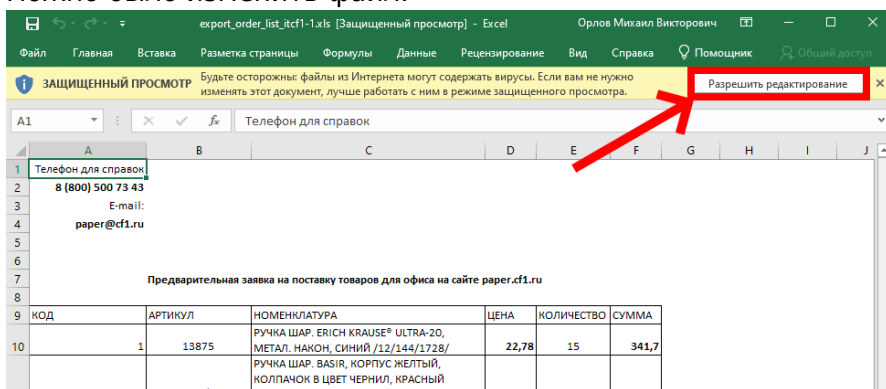 export_order_list_itcf1-1.xls [Защищенный просмотр] - Excel Орлов Михаил Викторович
Файл Главная Вставка Разметка страницы Формулы Данные Рецензирование Вид Справка Помощник Общий доступ
ЗАЩИЩЕННЫЙ ПРОСМОТР Будьте осторожны: файлы из Интернета могут содержать вирусы. Если вам не нужно Разрешить редактирование
изменять этот документ, лучше работать с ним в режиме защищенного просмотра.
A1 fx Телефон для справок
A B C D E F G H I J
1 Телефон для справок
2 8 (800) 500 73 43
3 E-mail:
4 paper@cf1.ru
5
6
7 Предварительная заявка на поставку товаров для офиса на сайте paper.cf1.ru
8
9 КОД АРТИКУЛ НОМЕНКЛАТУРА ЦЕНА КОЛИЧЕСТВО СУММА
РУЧКА ШАР. ERICH KRAUSE® ULTRA-20,
10 1 13875 МЕТАЛ. НАКОН, СИНИЙ /12/144/1728/ 22,78 15 341,7
РУЧКА ШАР. BASIR, КОРПУС ЖЕЛТЫЙ,
КОЛПАЧОК В ЦВЕТ ЧЕРНИЛ, КРАСНЫЙ